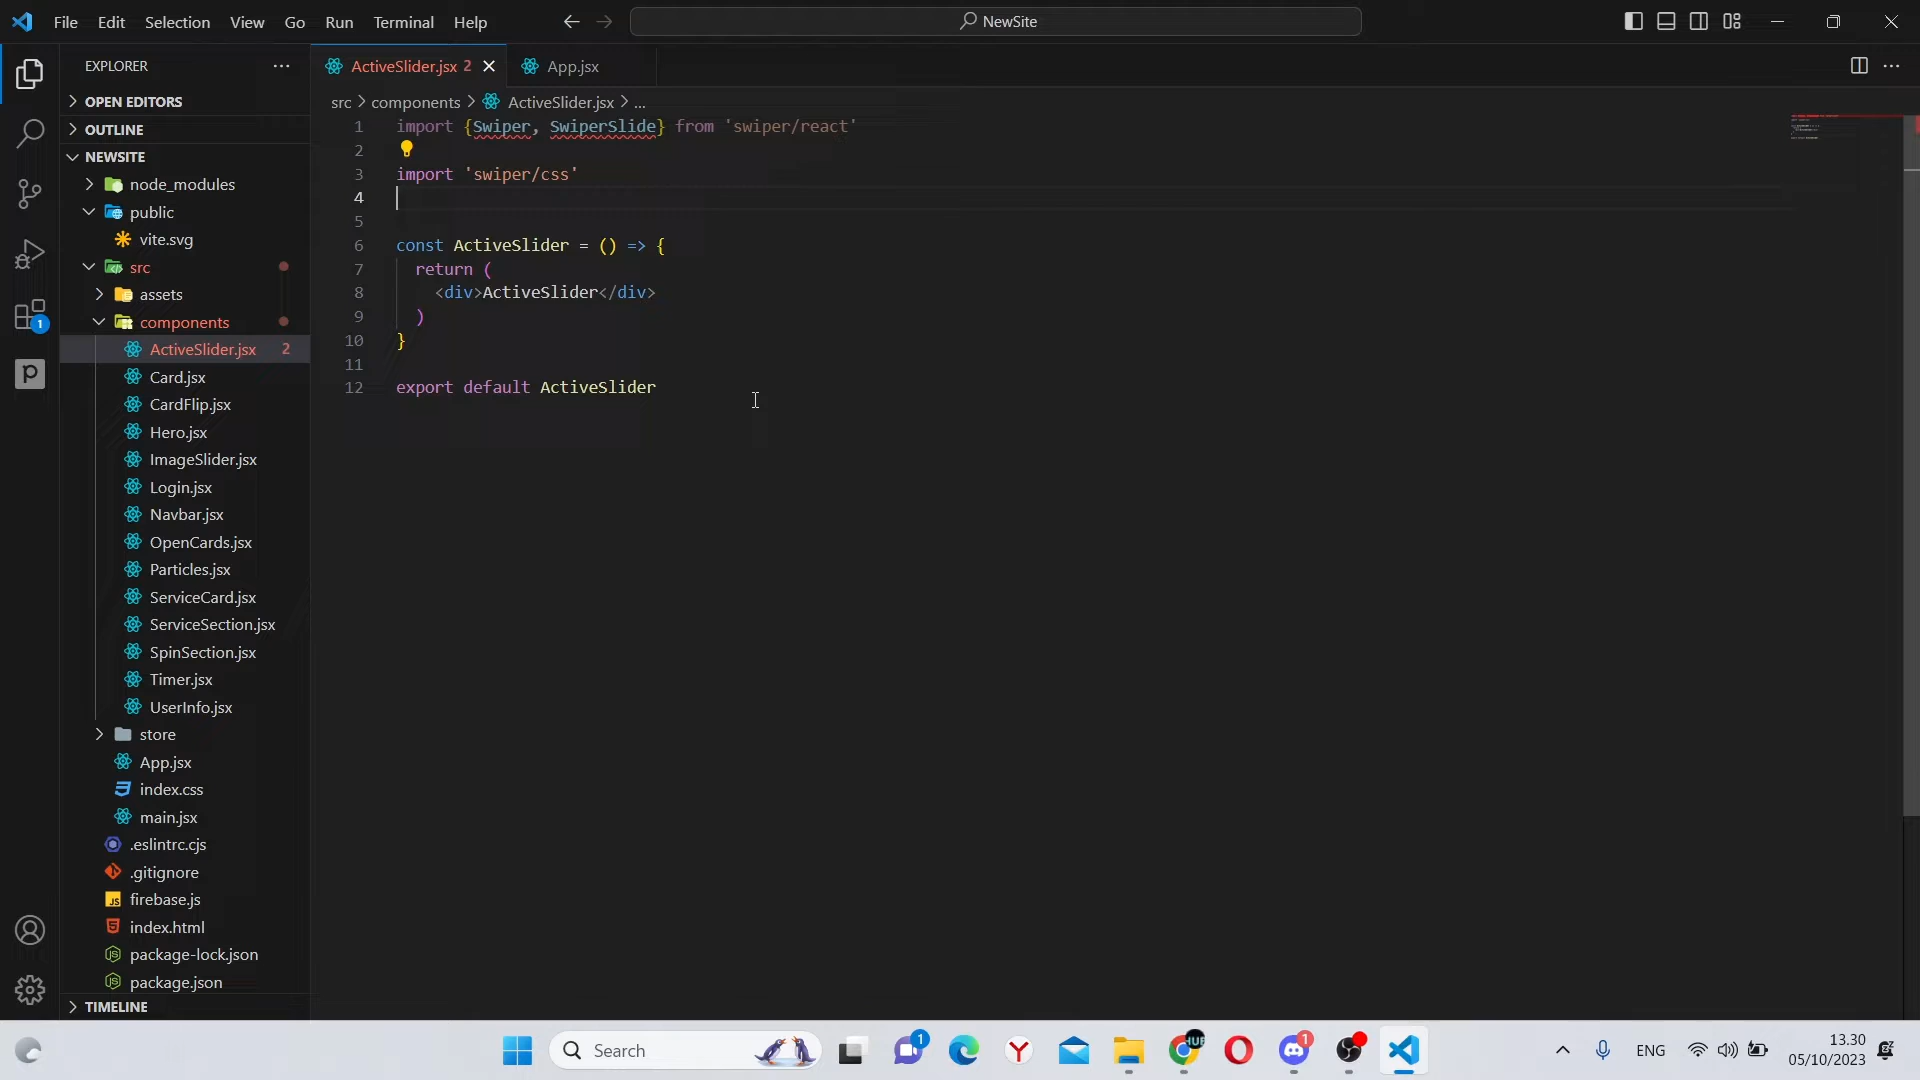 File Edit Selection View Go Run Terminal Help
NewSite
EXPLORER
ActiveSlider.jsx 2
App.jsx
src > components > ActiveSlider.jsx > ...
OPEN EDITORS
OUTLINE
NEWSITE
node_modules
public
vite.svg
src
assets
components
ActiveSlider.jsx 2
Card.jsx
CardFlip.jsx
Hero.jsx
ImageSlider.jsx
Login.jsx
Navbar.jsx
OpenCards.jsx
Particles.jsx
ServiceCard.jsx
ServiceSection.jsx
SpinSection.jsx
Timer.jsx
UserInfo.jsx
store
App.jsx
index.css
main.jsx
.eslintrc.cjs
.gitignore
firebase.js
index.html
package-lock.json
package.json
TIMELINE
1 import {Swiper, SwiperSlide} from 'swiper/react'
2
3 import 'swiper/css'
4
5
6 const ActiveSlider = () => {
7 return (
8 <div>ActiveSlider</div>
9 )
10 }
11
12 export default ActiveSlider
1
Search
1
HUB
1
ENG
13.30
05/10/2023